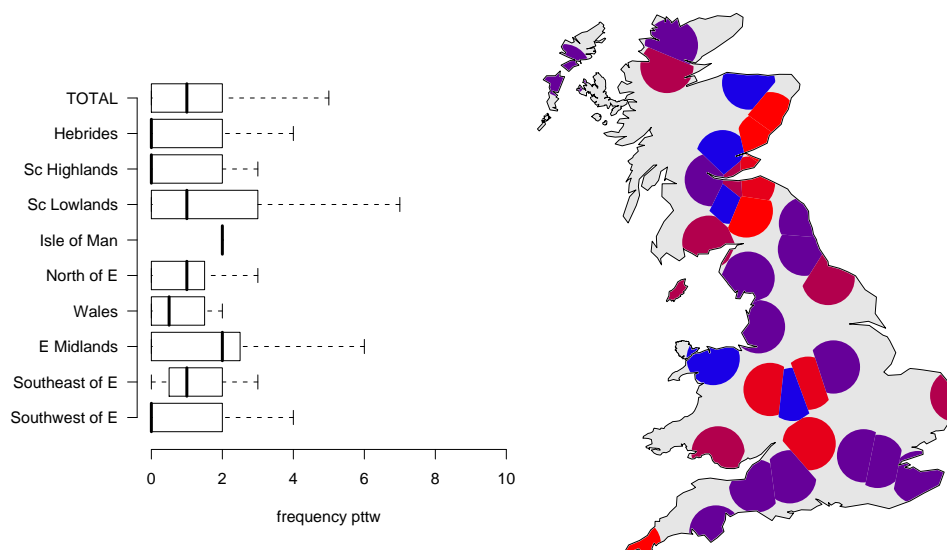 TOTAL
Hebrides
Sc Highlands
Sc Lowlands
Isle of Man
North of E
Wales
E Midlands
Southeast of E
Southwest of E
0 2 4 6 8 10
frequency pttw